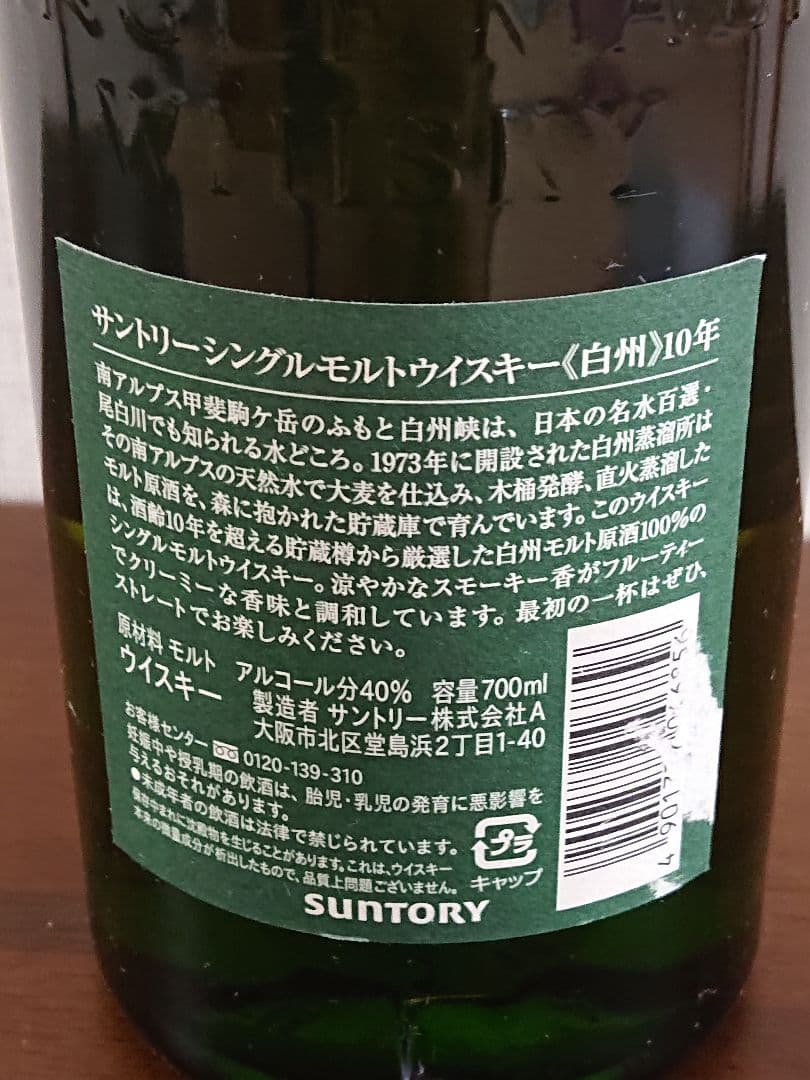 サントリーシングルモルトウイスキー《白州》10年
南アルプス甲斐駒ケ岳のふもと白州峡は、日本の名水百選・
尾白川でも知られる水どころ。1973年に開設された白州蒸溜所は
その南アルプスの天然水で大麦を仕込み、木桶発酵、直火蒸溜した
モルト原酒を、森に抱かれた貯蔵庫で育んでいます。このウイスキー
は、酒齢10年を超える貯蔵樽から厳選した白州モルト原酒100%の
シングルモルトウイスキー。涼やかなスモーキー香がフルーティー
でクリーミーな香味と調和しています。最初の一杯はぜひ、
ストレートでお楽しみください。
原材料 モルト アルコール分40% 容量700ml
ウイスキー 製造者 サントリー株式会社A
大阪市北区堂島浜2丁目1-40
お客様センター 0120-139-310
妊娠中や授乳期の飲酒は、胎児・乳児の発育に悪影響を
与えるおそれがあります。
●未成年者の飲酒は法律で禁じられています。
保存中まれに沈殿物を生じることがあります。これは、ウイスキー
本来の微量成分が析出したもので、品質上問題ございません。
プラ
キャップ
SUNTORY